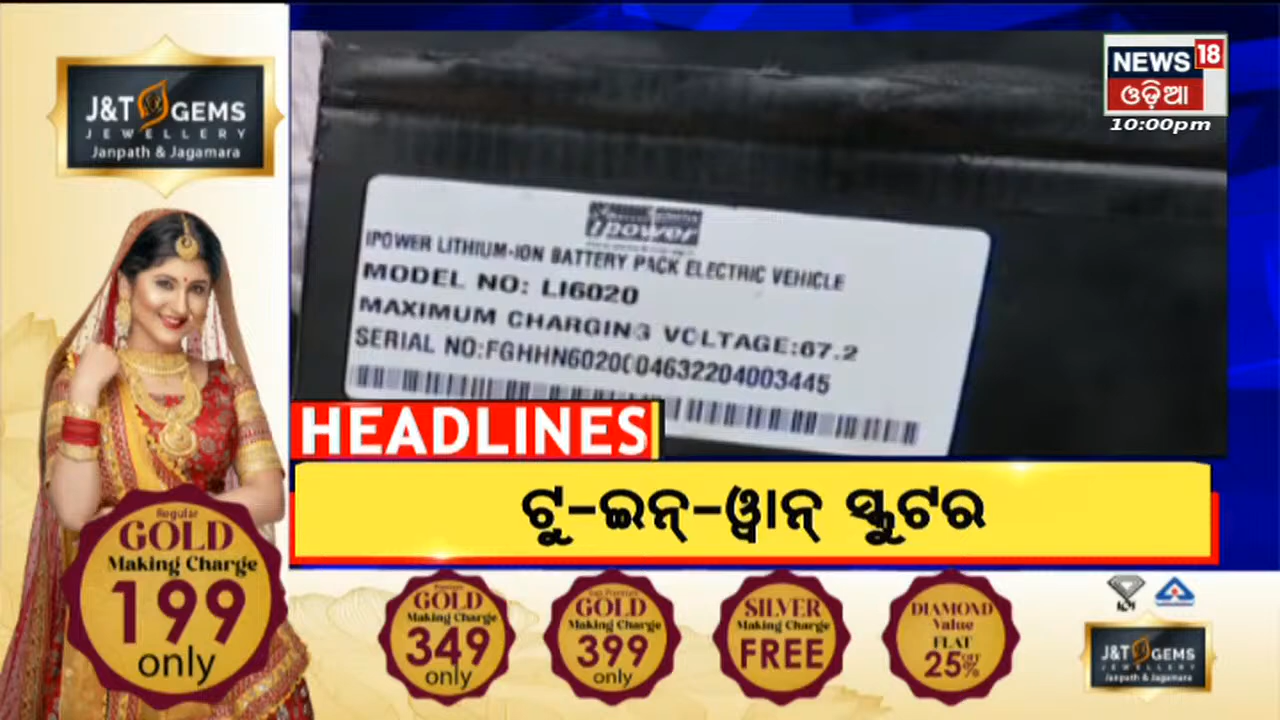 J&T GEMS
JEWELLERY
Janpath & Jagamara
NEWS 18
ଓଡ଼ିଆ
10:00pm
ipower
IPOWER LITHIUM-ION BATTERY PACK ELECTRIC VEHICLE
MODEL NO: LI6020
MAXIMUM CHARGING VOLTAGE:67.2
SERIAL NO:FGHHN6020004632204003445
HEADLINES
ଟୁ-ଇନ୍-ୱାନ୍ ସ୍କୁଟର
Regular
GOLD
Making Charge
199
only
GOLD
Making Charge
349
only
GOLD
Making Charge
399
only
SILVER
Making Charge
FREE
DIAMOND
Value
FLAT
25% OFF
J&T GEMS
JEWELLERY
Janpath & Jagamara